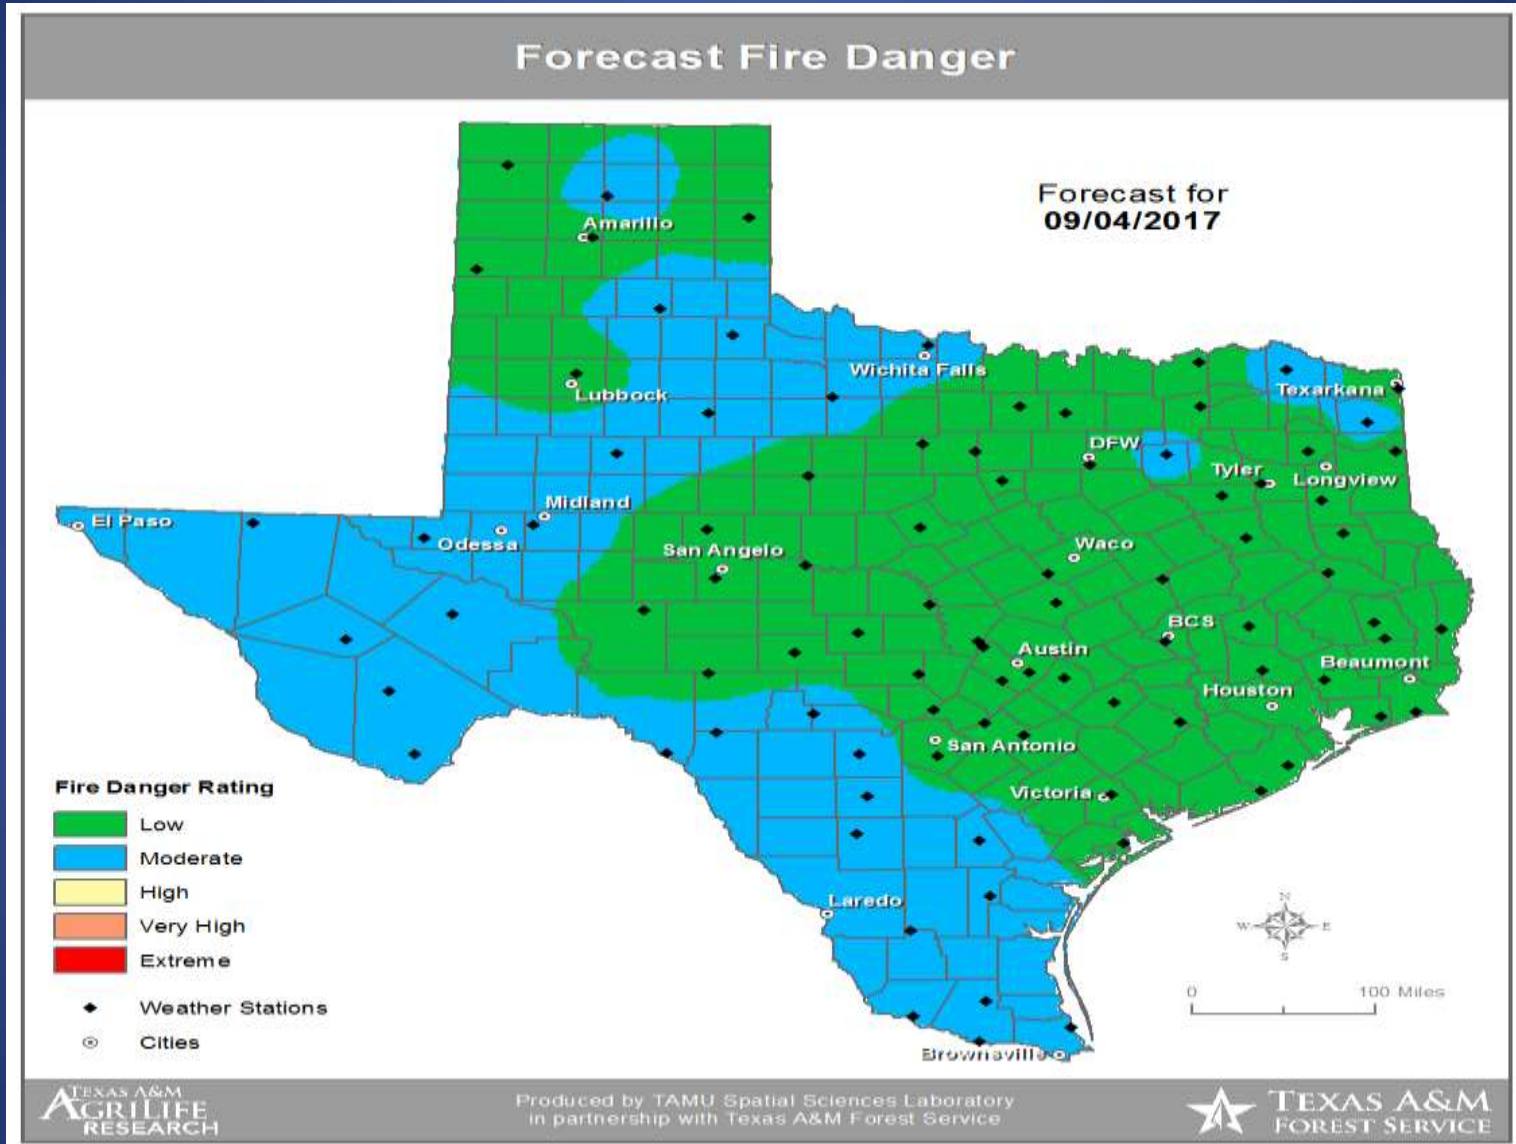 Forecast Fire Danger
Forecast for
09/04/2017
Amarillo
Wichita Falls
Lubbock
Texarkana
DFW
Tyler
Longview
Midland
El Paso
Odessa
San Angelo
Waco
BCS
Austin
Beaumont
Houston
San Antonio
Victoria
Laredo
Brownsville
Fire Danger Rating
Low
Moderate
High
Very High
Extreme
Weather Stations
Cities
N
W E
S
0 100 Miles
TEXAS A&M
AGRILIFE
RESEARCH
Produced by TAMU Spatial Sciences Laboratory
in partnership with Texas A&M Forest Service
TEXAS A&M
FOREST SERVICE